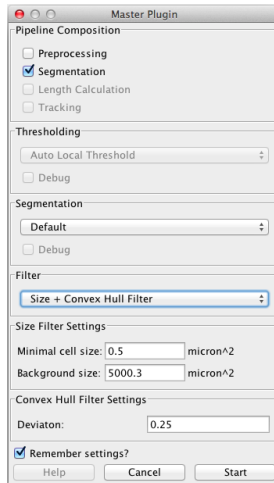 Master Plugin
Pipeline Composition
Preprocessing
Segmentation
Length Calculation
Tracking
Thresholding
Auto Local Threshold
Debug
Segmentation
Default
Debug
Filter
Size + Convex Hull Filter
Size Filter Settings
Minimal cell size: 0.5 micron^2
Background size: 5000.3 micron^2
Convex Hull Filter Settings
Deviaton: 0.25
Remember settings?
Help Cancel Start